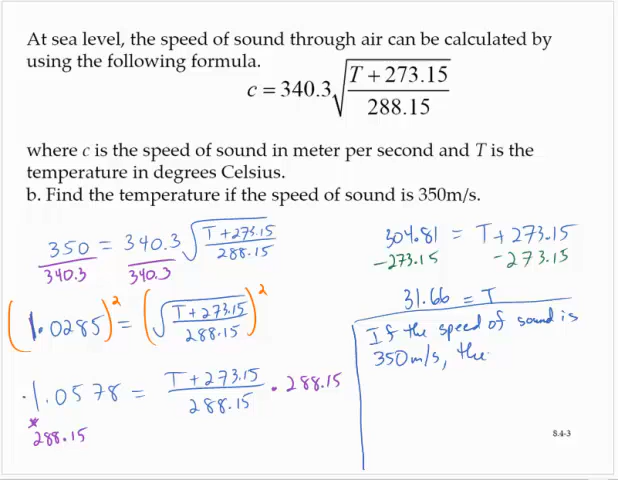 At sea level, the speed of sound through air can be calculated by
using the following formula.
c = 340.3√((T + 273.15)/288.15)
where c is the speed of sound in meter per second and T is the
temperature in degrees Celsius.
b. Find the temperature if the speed of sound is 350m/s.
350/340.3 = 340.3/340.3 √((T+273.15)/288.15)
(1.0285)² = (√((T+273.15)/288.15))²
·1.0578 = (T+273.15)/288.15 · 288.15
*
288.15
304.81 = T+273.15
-273.15 -273.15
31.66 = T
If the speed of sound is
350m/s, the
8.4-3